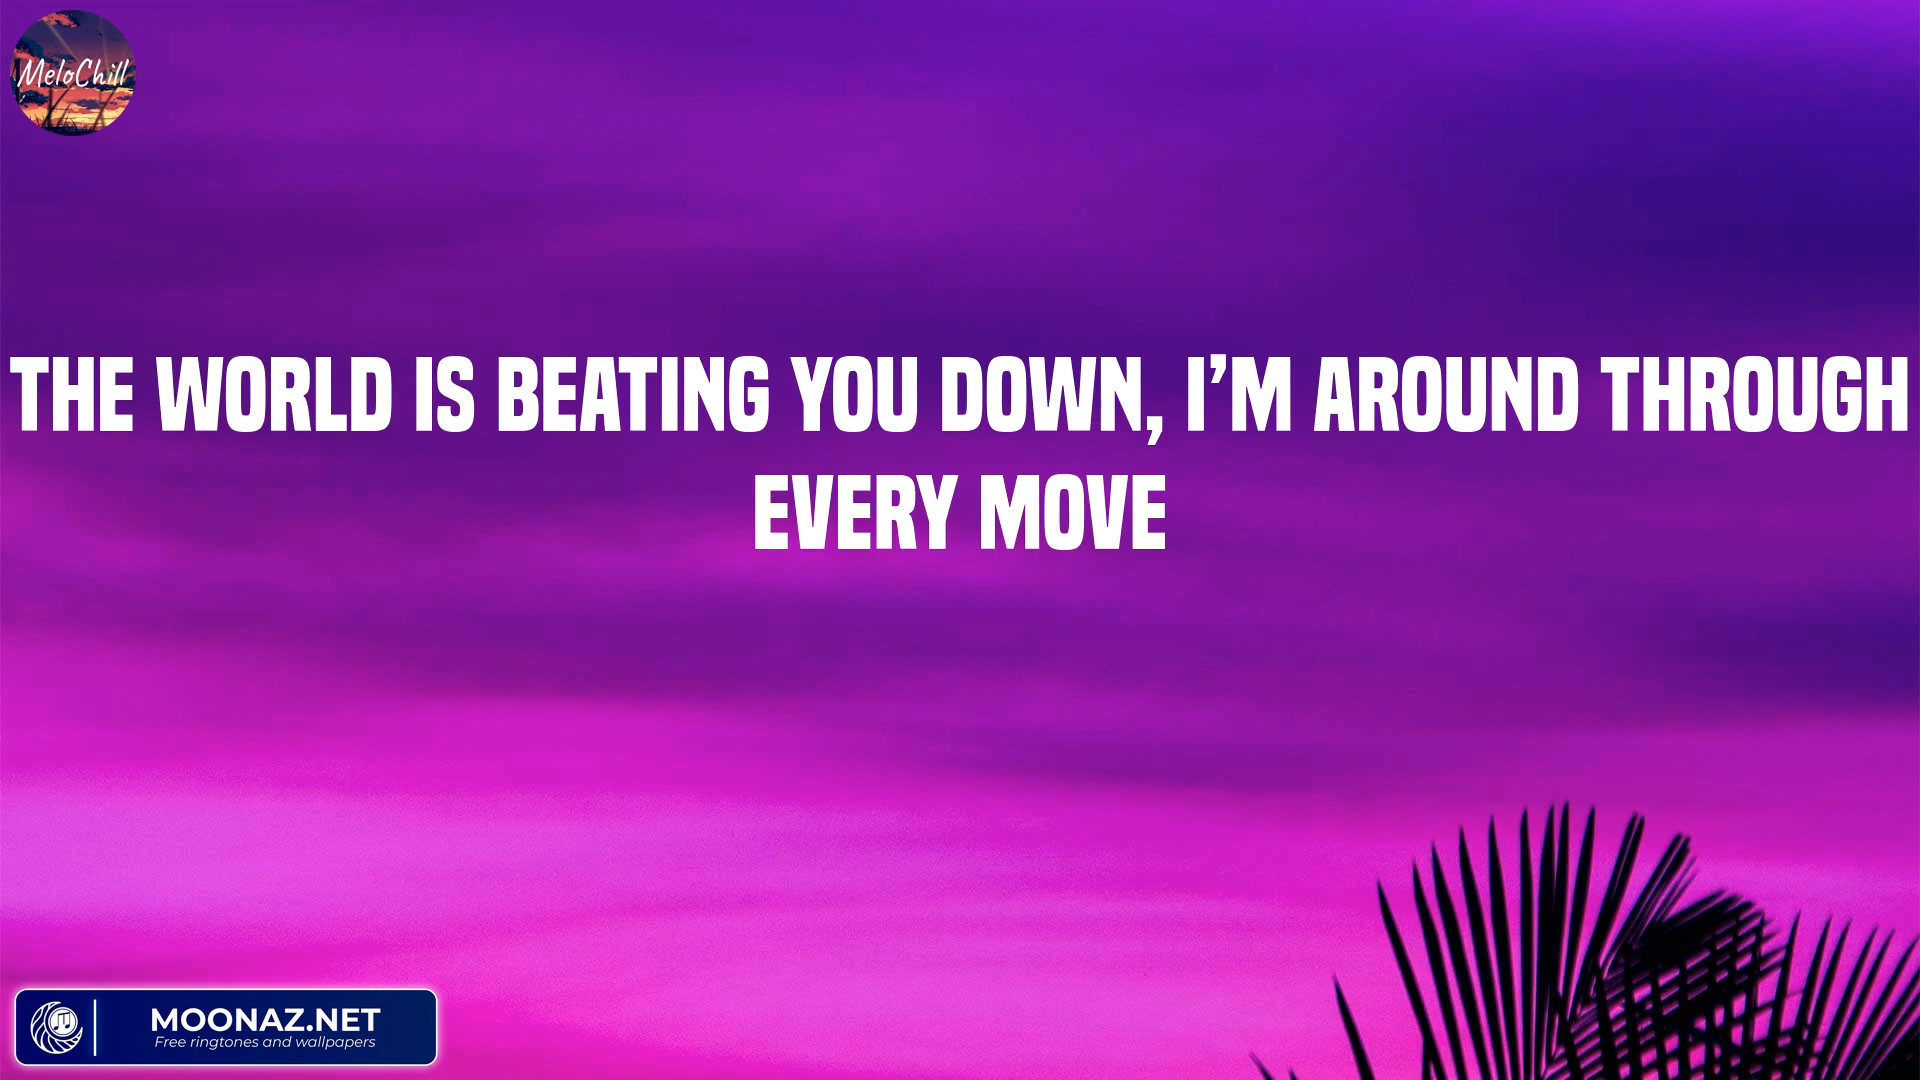 MeloChill
THE WORLD IS BEATING YOU DOWN, I'M AROUND THROUGH
EVERY MOVE
MOONAZ.NET
Free ringtones and wallpapers